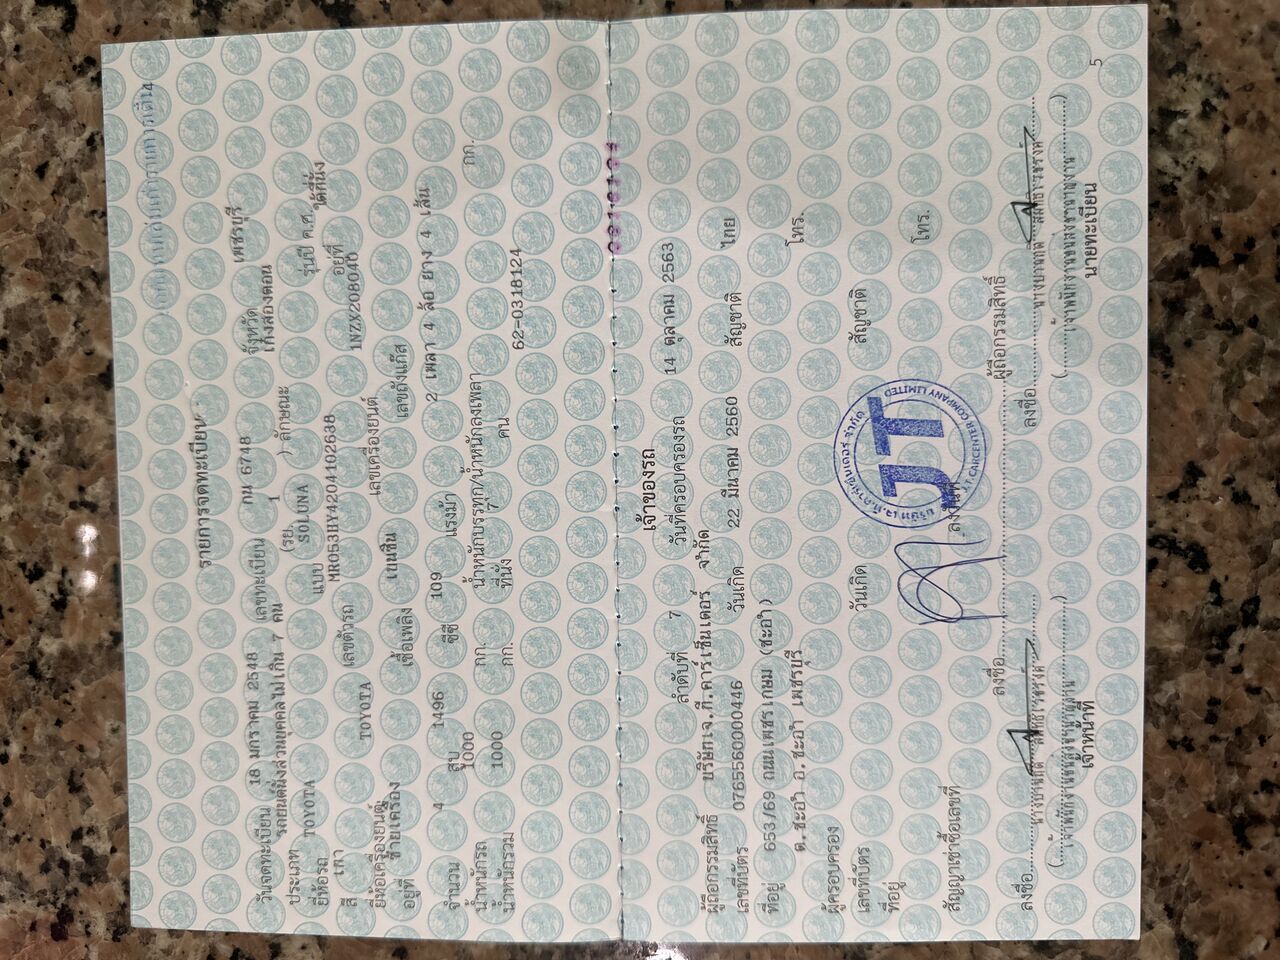 4
รายการจดทะเบียน
วันจดทะเบียน 18 มกราคม 2548 เลขทะเบียน กน 6748 จังหวัด เพชรบุรี
ประเภท รถยนต์นั่งส่วนบุคคลไม่เกิน 7 คน (รย. 1 ) ลักษณะ เก๋งสองตอน
ยี่ห้อรถ TOYOTA แบบ SOLUNA รุ่นปี ค.ศ.
สี เทา เลขตัวรถ MR053HY4204102638 อยู่ที่ ใต้ที่นั่ง
ยี่ห้อเครื่องยนต์ TOYOTA เลขเครื่องยนต์ 1NZX208040
อยู่ที่ ซ้ายเครื่อง เชื้อเพลิง เบนซิน เลขถังแก๊ส
จำนวน 4 สูบ 1496 ซีซี 109 แรงม้า 2 เพลา 4 ล้อ ยาง 4 เส้น
น้ำหนักรถ 1000 กก. น้ำหนักบรรทุก/น้ำหนักลงเพลา กก.
น้ำหนักรวม 1000 กก. ที่นั่ง 7 คน
62-0318124
เจ้าของรถ
ลำดับที่ 7 วันที่ครอบครองรถ 14 ตุลาคม 2563
ผู้ถือกรรมสิทธิ์ บริษัทเจ.ที.คาร์เซ็นเตอร์ จำกัด
เลขที่บัตร 0765560000446 วันเกิด 22 มีนาคม 2560 สัญชาติ ไทย
ที่อยู่ 653/69 ถนนเพชรเกษม (ชะอำ)
ต.ชะอำ อ.ชะอำ เพชรบุรี โทร.
ผู้ครอบครอง
เลขที่บัตร วันเกิด สัญชาติ
ที่อยู่ โทร.
JTT
J.T.CARCENTER COMPANY LIMITED
สัญญาเช่าซื้อเลขที่ ลงวันที่
ลงชื่อ ผู้ถือกรรมสิทธิ์
ลงชื่อ ลงชื่อ
เจ้าหน้าที่ นายทะเบียน
5